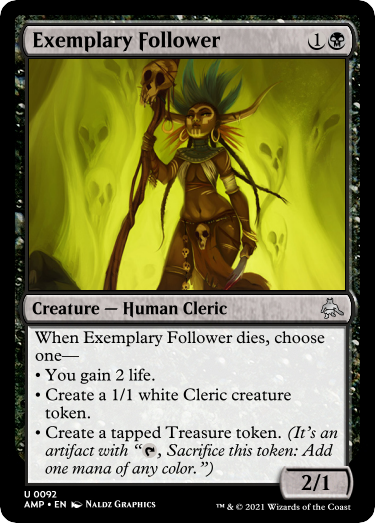 Exemplary Follower 1
Creature — Human Cleric
When Exemplary Follower dies, choose
one—
• You gain 2 life.
• Create a 1/1 white Cleric creature
token.
• Create a tapped Treasure token. (It's an
artifact with “, Sacrifice this token: Add
one mana of any color.”)
2/1
U 0092
AMP • EN Naldz Graphics
™ & © 2021 Wizards of the Coast